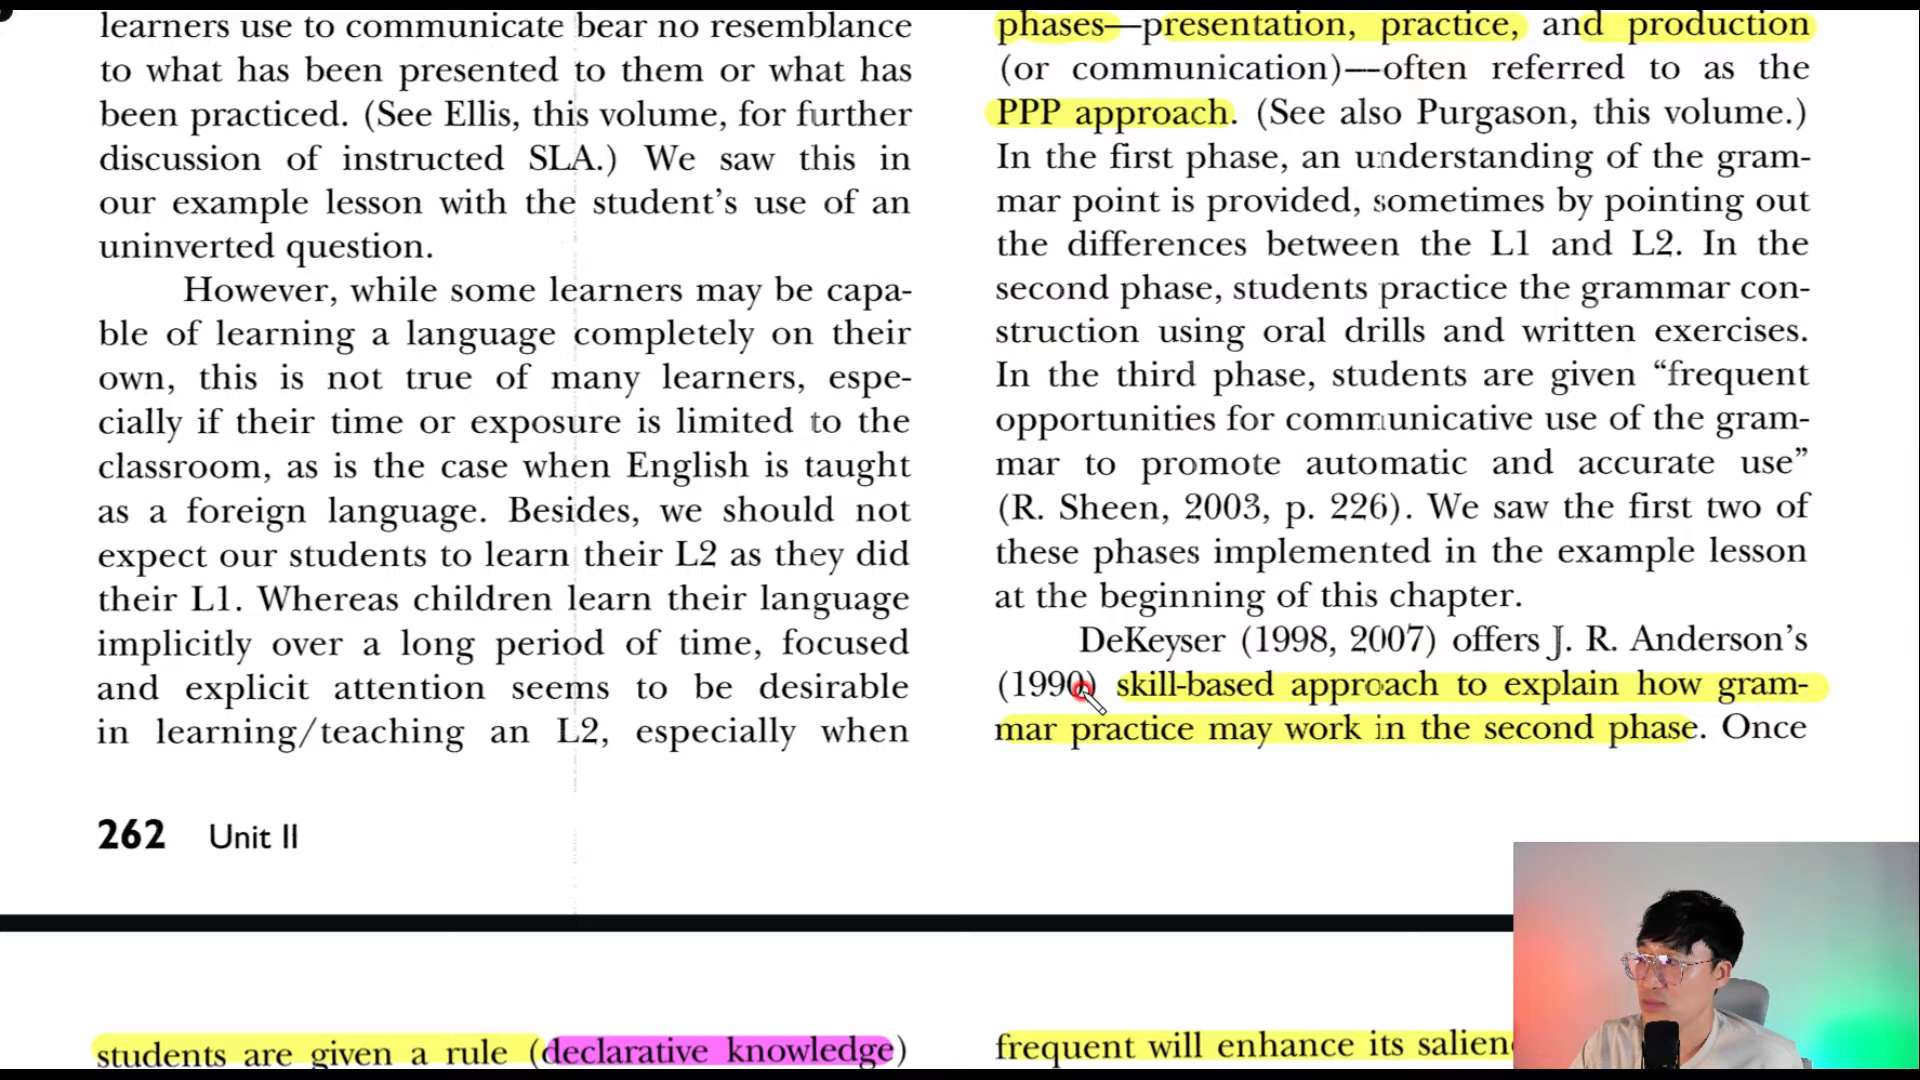 learners use to communicate bear no resemblance
to what has been presented to them or what has
been practiced. (See Ellis, this volume, for further
discussion of instructed SLA.) We saw this in
our example lesson with the student's use of an
uninverted question.
However, while some learners may be capa-
ble of learning a language completely on their
own, this is not true of many learners, espe-
cially if their time or exposure is limited to the
classroom, as is the case when English is taught
as a foreign language. Besides, we should not
expect our students to learn their L2 as they did
their L1. Whereas children learn their language
implicitly over a long period of time, focused
and explicit attention seems to be desirable
in learning/teaching an L2, especially when
262 Unit II
phases—presentation, practice, and production
(or communication)—often referred to as the
PPP approach. (See also Purgason, this volume.)
In the first phase, an understanding of the gram-
mar point is provided, sometimes by pointing out
the differences between the L1 and L2. In the
second phase, students practice the grammar con-
struction using oral drills and written exercises.
In the third phase, students are given “frequent
opportunities for communicative use of the gram-
mar to promote automatic and accurate use”
(R. Sheen, 2003, p. 226). We saw the first two of
these phases implemented in the example lesson
at the beginning of this chapter.
DeKeyser (1998, 2007) offers J. R. Anderson's
(1990) skill-based approach to explain how gram-
mar practice may work in the second phase. Once
students are given a rule (declarative knowledge)
frequent will enhance its